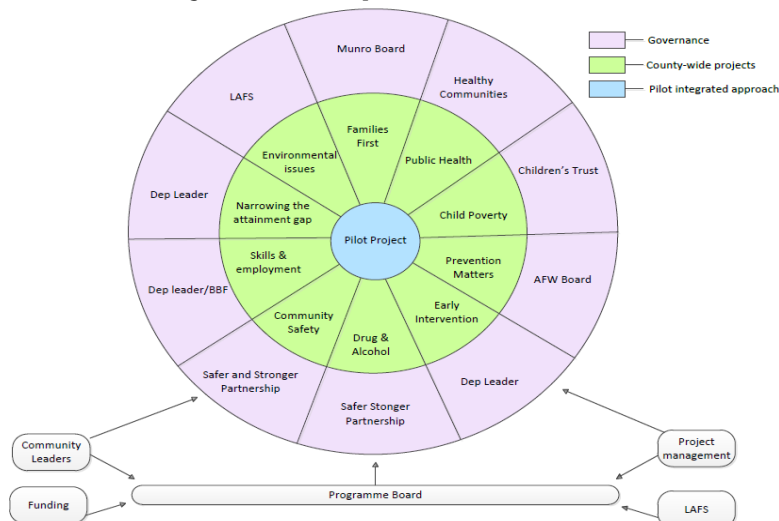 Munro Board
Governance
County-wide projects
Pilot integrated approach
Healthy
Communities
LAFS
Families
First
Environmental
issues
Public Health
Children's Trust
Dep Leader
Narrowing the
attainment gap
Child Poverty
Pilot Project
Skills &
employment
Prevention
Matters
AFW Board
Dep leader/BBF
Community
Safety
Early
Intervention
Drug &
Alcohol
Safer and Stronger
Partnership
Dep Leader
Safer Stonger
Partnership
Community
Leaders
Project
management
Programme Board
Funding
LAFS